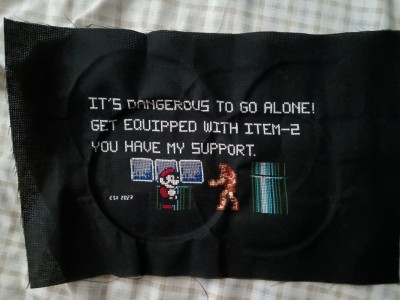 IT'S DANGEROUS TO GO ALONE!
GET EQUIPPED WITH ITEM-2
YOU HAVE MY SUPPORT.